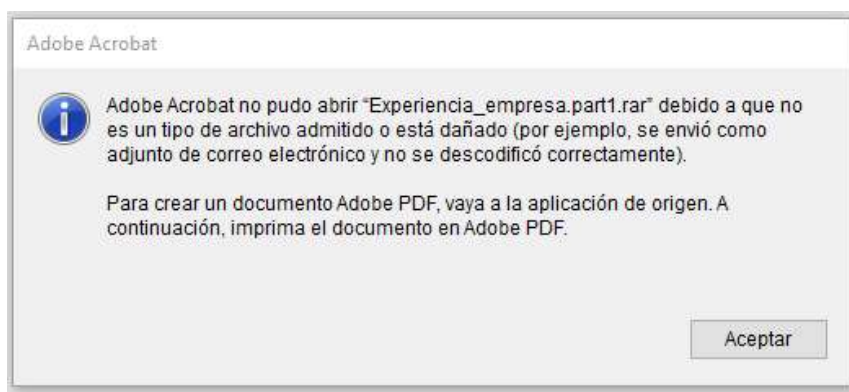 Adobe Acrobat
Adobe Acrobat no pudo abrir “Experiencia_empresa.part1.rar” debido a que no
es un tipo de archivo admitido o está dañado (por ejemplo, se envió como
adjunto de correo electrónico y no se descodificó correctamente).
Para crear un documento Adobe PDF, vaya a la aplicación de origen. A
continuación, imprima el documento en Adobe PDF.
Aceptar